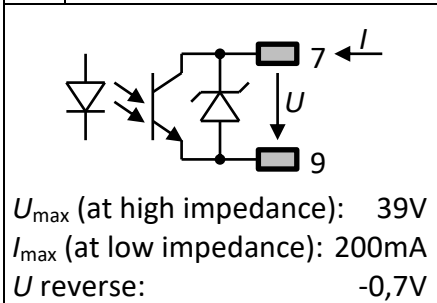 7 I
U
9
Umax (at high impedance): 39V
Imax (at low impedance): 200mA
U reverse: -0,7V